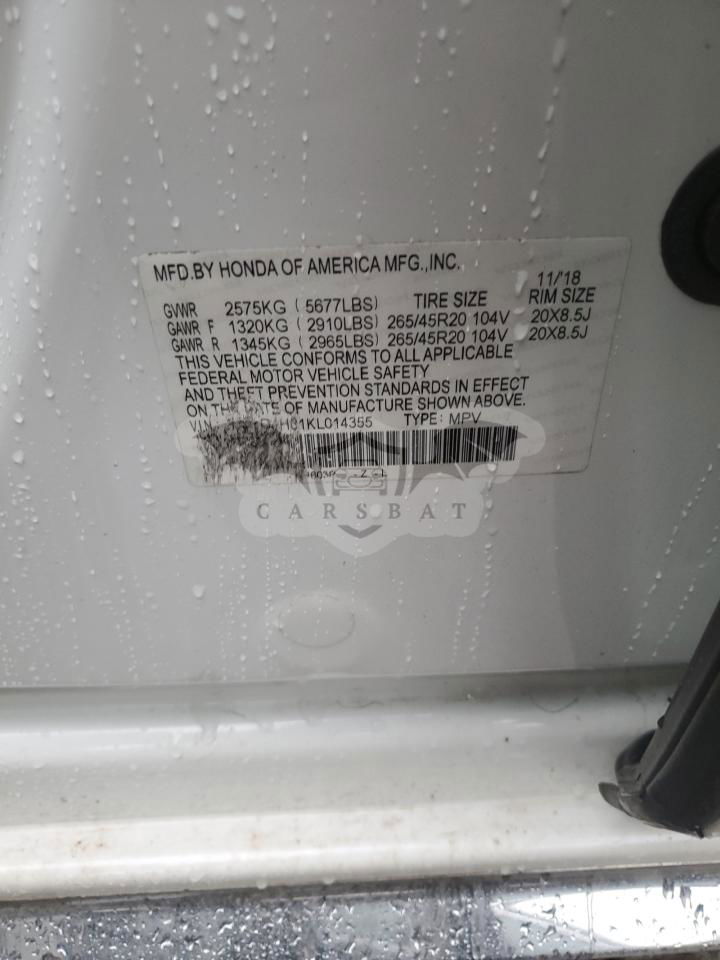 MFD.BY HONDA OF AMERICA MFG.,INC.
11/'18
GVWR 2575KG ( 5677LBS) TIRE SIZE RIM SIZE
GAWR F 1320KG ( 2910LBS) 265/45R20 104V 20X8.5J
GAWR R 1345KG ( 2965LBS) 265/45R20 104V 20X8.5J
THIS VEHICLE CONFORMS TO ALL APPLICABLE
FEDERAL MOTOR VEHICLE SAFETY
AND THEFT PREVENTION STANDARDS IN EFFECT
ON THE DATE OF MANUFACTURE SHOWN ABOVE.
TYPE: MPV
CARSBAT